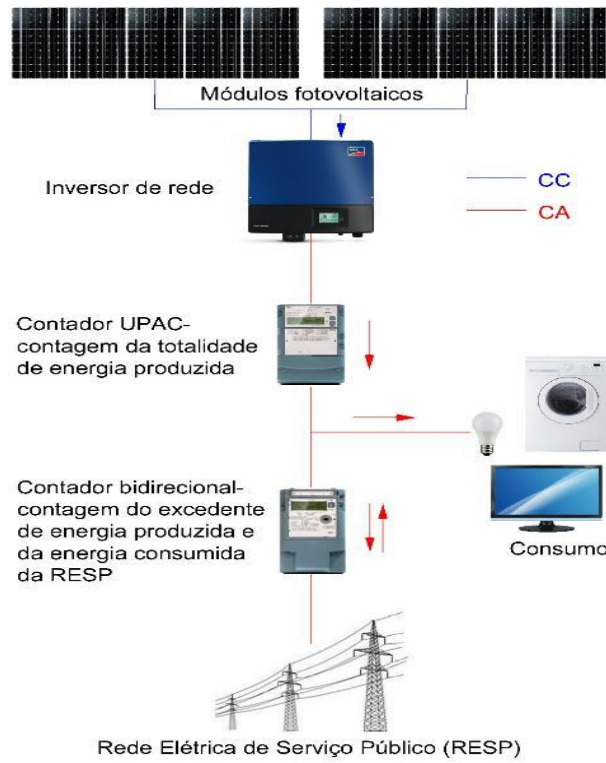 Módulos fotovoltaicos
Inversor de rede
CC
CA
Contador UPAC-
contagem da totalidade
de energia produzida
Contador bidirecional-
contagem do excedente
de energia produzida e
da energia consumida
da RESP
Consumo
Rede Elétrica de Serviço Público (RESP)